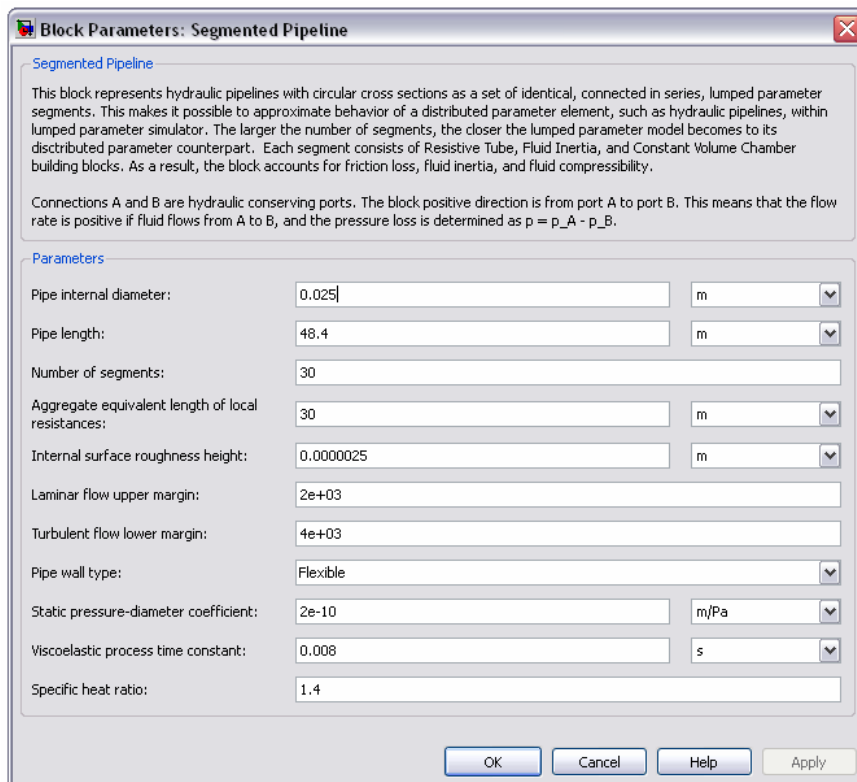 Block Parameters: Segmented Pipeline
Segmented Pipeline
This block represents hydraulic pipelines with circular cross sections as a set of identical, connected in series, lumped parameter
segments. This makes it possible to approximate behavior of a distributed parameter element, such as hydraulic pipelines, within
lumped parameter simulator. The larger the number of segments, the closer the lumped parameter model becomes to its
disctributed parameter counterpart. Each segment consists of Resistive Tube, Fluid Inertia, and Constant Volume Chamber
building blocks. As a result, the block accounts for friction loss, fluid inertia, and fluid compressibility.
Connections A and B are hydraulic conserving ports. The block positive direction is from port A to port B. This means that the flow
rate is positive if fluid flows from A to B, and the pressure loss is determined as p = p_A - p_B.
Parameters
Pipe internal diameter: 0.025 m
Pipe length: 48.4 m
Number of segments: 30
Aggregate equivalent length of local
resistances: 30 m
Internal surface roughness height: 0.0000025 m
Laminar flow upper margin: 2e+03
Turbulent flow lower margin: 4e+03
Pipe wall type: Flexible
Static pressure-diameter coefficient: 2e-10 m/Pa
Viscoelastic process time constant: 0.008 s
Specific heat ratio: 1.4
OK Cancel Help Apply